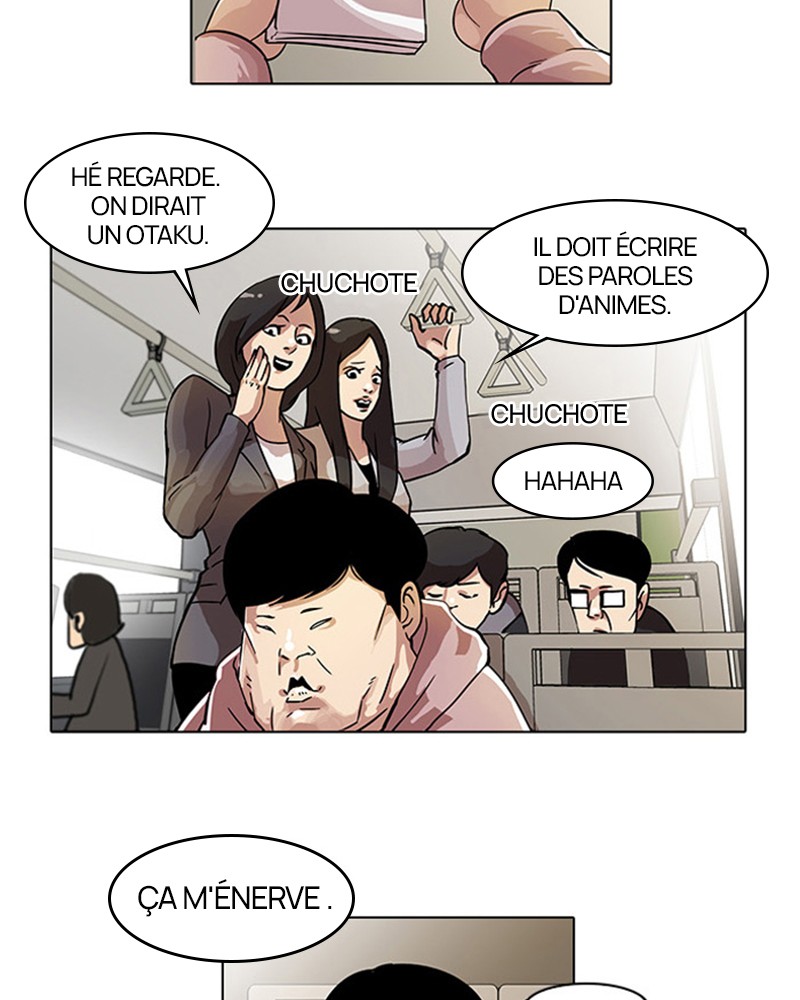 HÉ REGARDE.
ON DIRAIT
UN OTAKU.
CHUCHOTE
IL DOIT ÉCRIRE
DES PAROLES
D'ANIMES.
CHUCHOTE
HAHAHA
ÇA M'ÉNERVE .